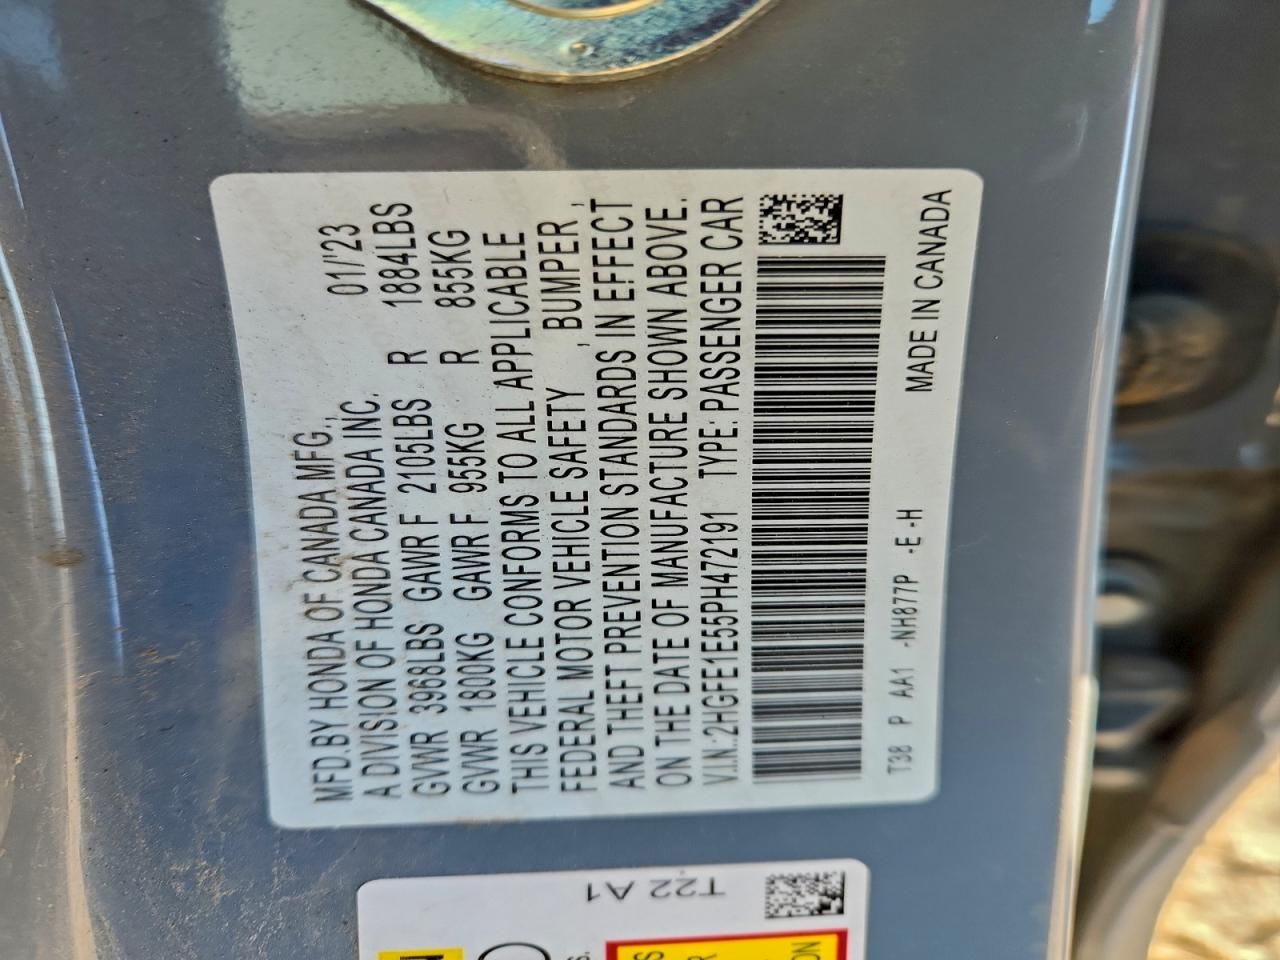 MFD.BY HONDA OF CANADA MFG.,
A DIVISION OF HONDA CANADA INC. 01/'23
GVWR 3968LBS GAWR F 2105LBS R 1884LBS
GVWR 1800KG GAWR F 955KG R 855KG
THIS VEHICLE CONFORMS TO ALL APPLICABLE
FEDERAL MOTOR VEHICLE SAFETY , BUMPER ,
AND THEFT PREVENTION STANDARDS IN EFFECT
ON THE DATE OF MANUFACTURE SHOWN ABOVE.
V.I.N.:2HGFE1E55PH472191 TYPE: PASSENGER CAR
T38 P AA1 -NH877P -E -H MADE IN CANADA
T22 A1